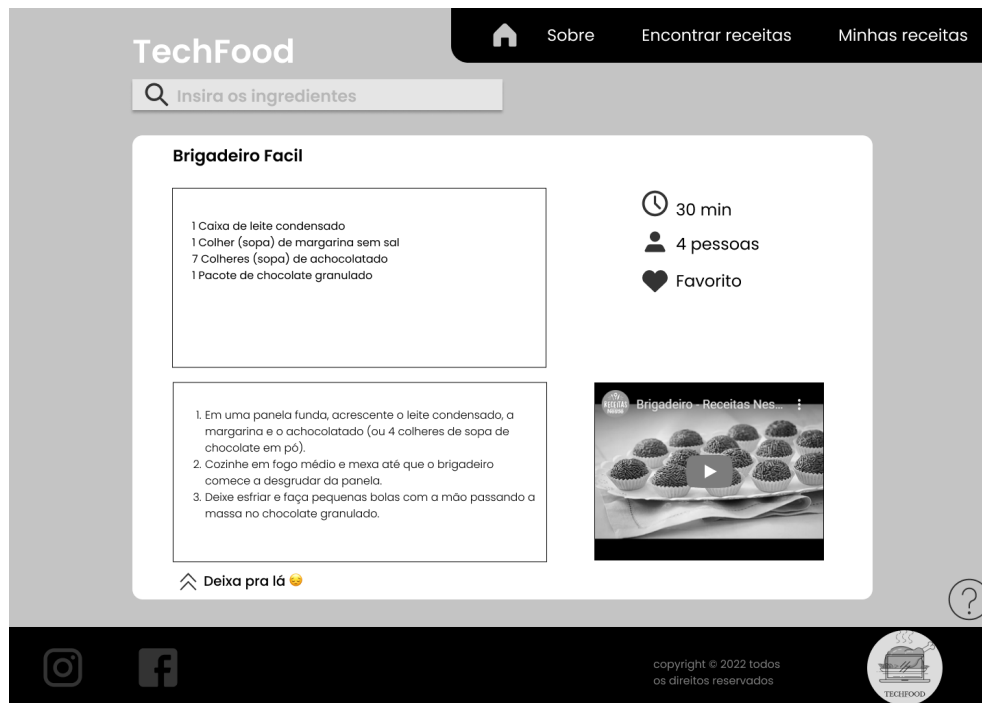 TechFood
Sobre
Encontrar receitas
Minhas receitas
Insira os ingredientes
Brigadeiro Facil
1 Caixa de leite condensado
1 Colher (sopa) de margarina sem sal
7 Colheres (sopa) de achocolatado
1 Pacote de chocolate granulado
30 min
4 pessoas
Favorito
1. Em uma panela funda, acrescente o leite condensado, a
margarina e o achocolatado (ou 4 colheres de sopa de
chocolate em pó).
2. Cozinhe em fogo médio e mexa até que o brigadeiro
comece a desgrudar da panela.
3. Deixe esfriar e faça pequenas bolas com a mão passando a
massa no chocolate granulado.
RECEITAS
Brigadeiro - Receitas Nes...
Deixa pra lá 😔
?
copyright © 2022 todos
os direitos reservados
TECHFOOD